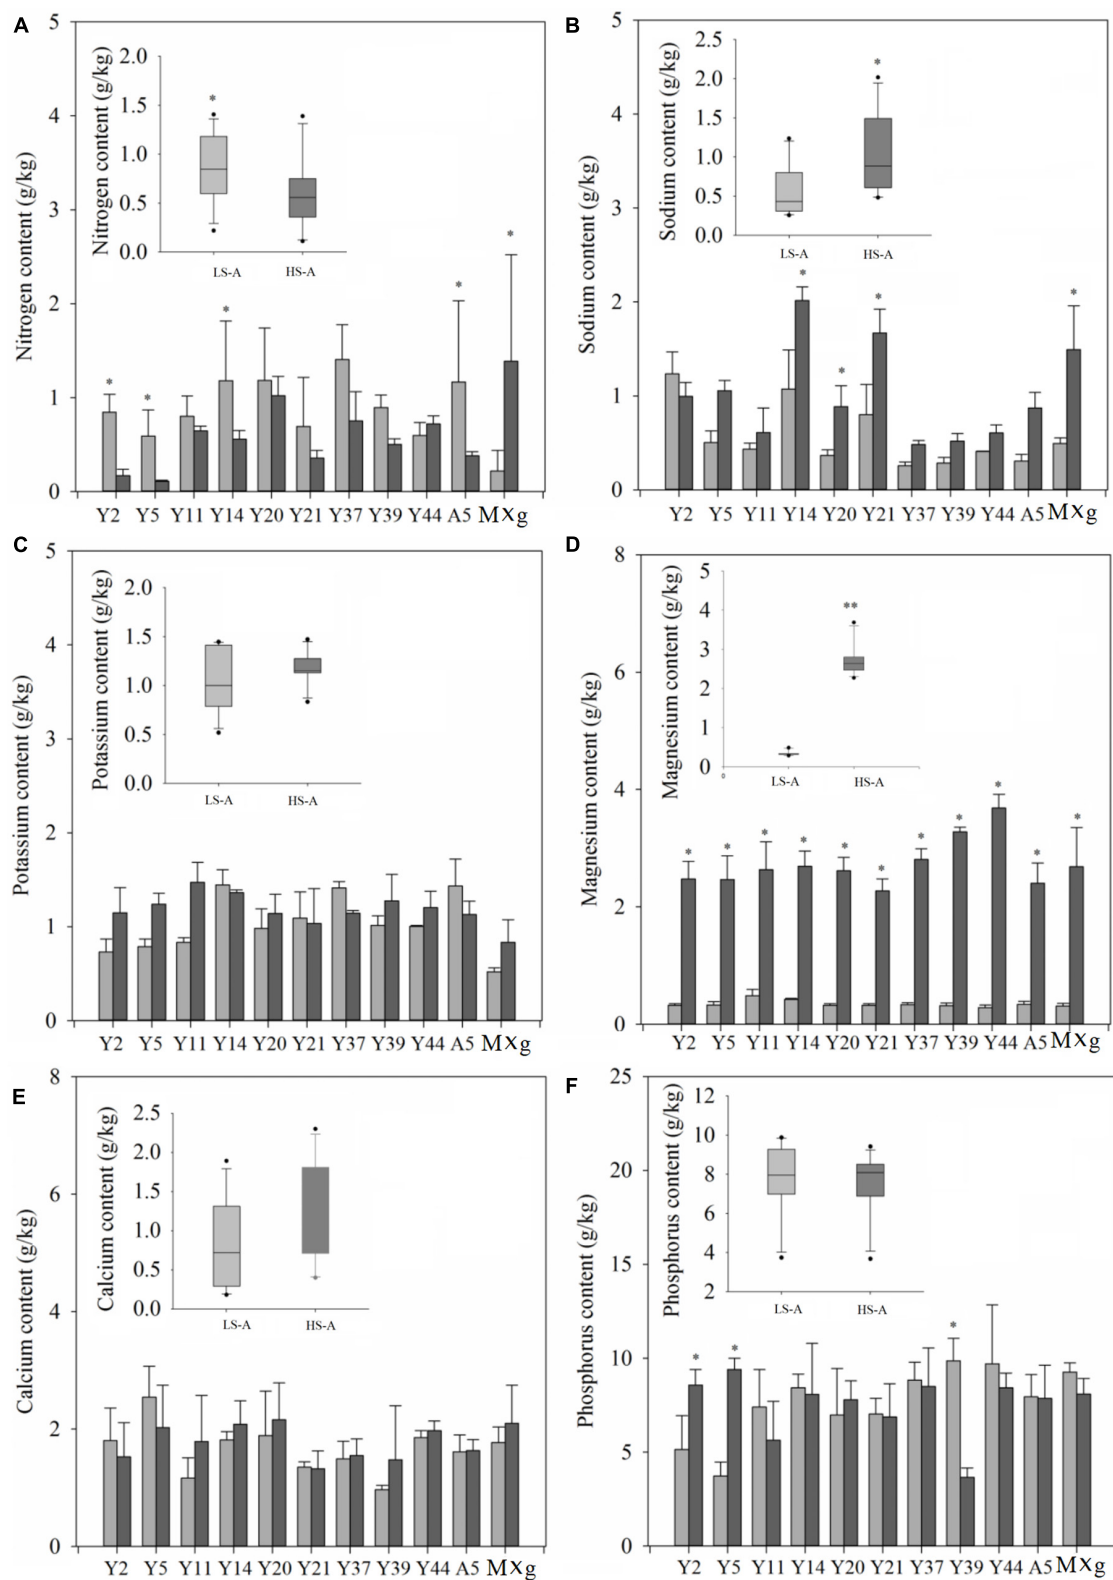 A
Nitrogen content (g/kg)
5
4
3
2
1
0
Nitrogen content (g/kg)
2.0
1.5
1.0
0.5
0.0
*
LS-A HS-A
* * * * *
Y2 Y5 Y11 Y14 Y20 Y21 Y37 Y39 Y44 A5 M×g
B
Sodium content (g/kg)
5
4
3
2
1
0
Sodium content (g/kg)
2.5
2.0
1.5
1.0
0.5
0.0
*
LS-A HS-A
* * * *
Y2 Y5 Y11 Y14 Y20 Y21 Y37 Y39 Y44 A5 M×g
C
Potassium content (g/kg)
5
4
3
2
1
0
Potassium content (g/kg)
2.0
1.5
1.0
0.5
0.0
LS-A HS-A
Y2 Y5 Y11 Y14 Y20 Y21 Y37 Y39 Y44 A5 M×g
D
Magnesium content (g/kg)
8
6
4
2
0
Magnesium content (g/kg)
5
4
3
2
1
0
0
**
LS-A HS-A
* * * * * * * * * * *
Y2 Y5 Y11 Y14 Y20 Y21 Y37 Y39 Y44 A5 M×g
E
Calcium content (g/kg)
8
6
4
2
0
Calcium content (g/kg)
2.5
2.0
1.5
1.0
0.5
0.0
LS-A HS-A
Y2 Y5 Y11 Y14 Y20 Y21 Y37 Y39 Y44 A5 M×g
F
Phosphorus content (g/kg)
25
20
15
10
5
0
Phosphorus content (g/kg)
12
10
8
6
4
2
LS-A HS-A
* * *
Y2 Y5 Y11 Y14 Y20 Y21 Y37 Y39 Y44 A5 M×g